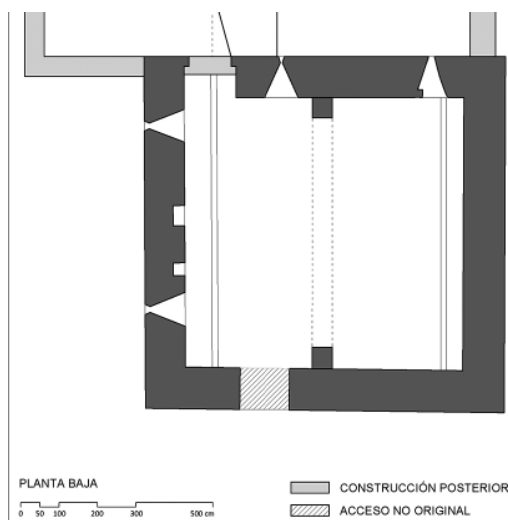 PLANTA BAJA
0 50 100 200 300 500 cm
CONSTRUCCIÓN POSTERIOR
ACCESO NO ORIGINAL